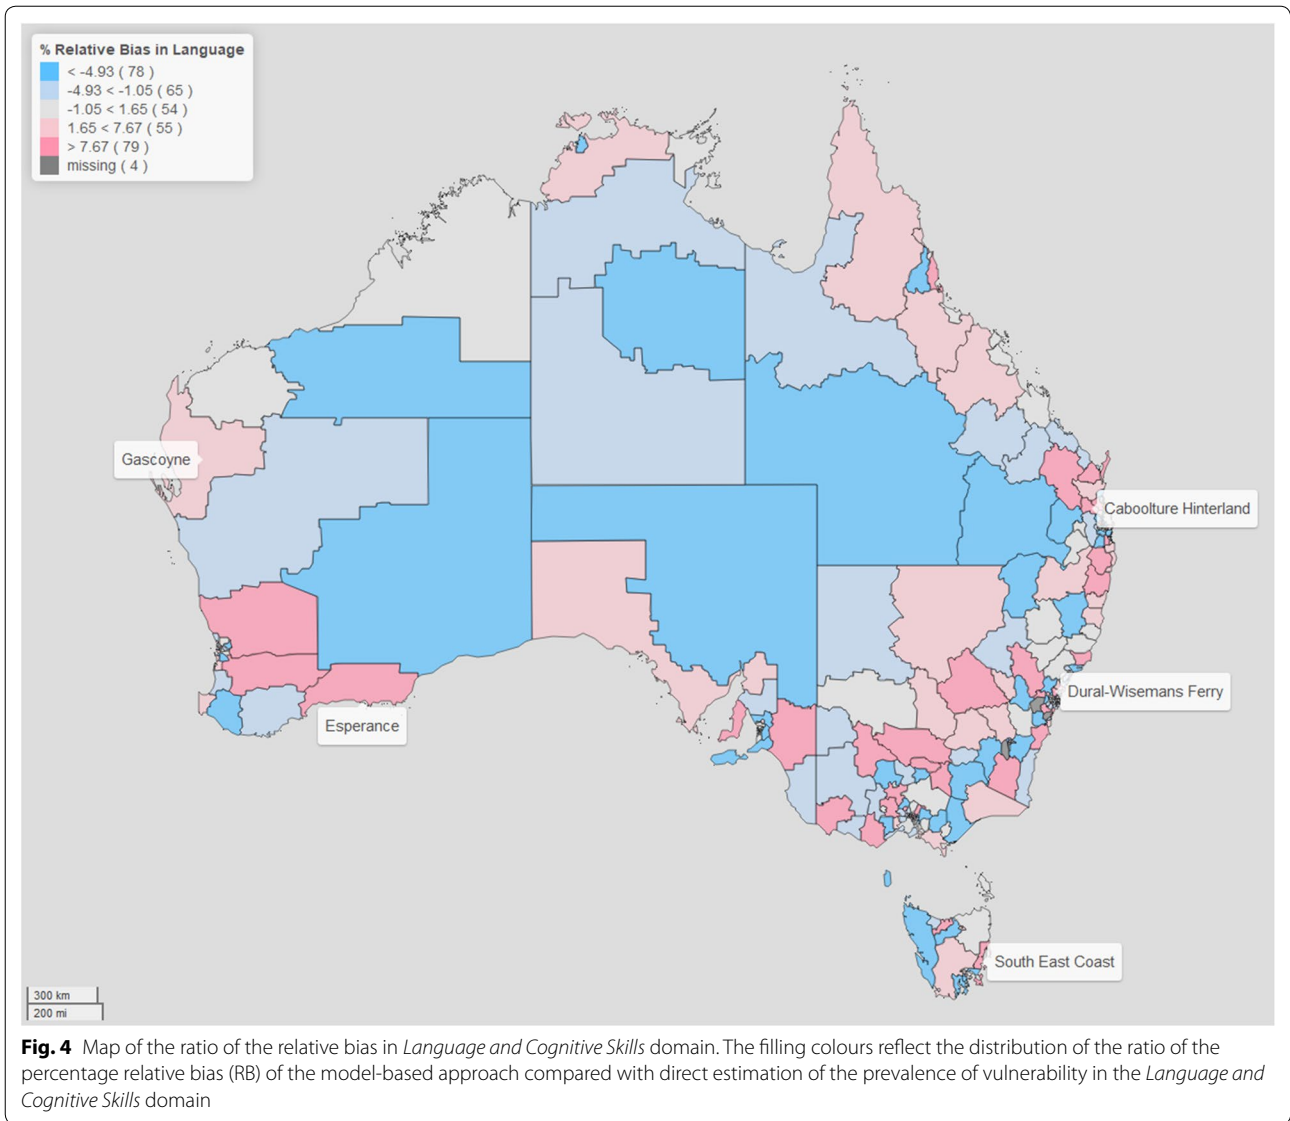 % Relative Bias in Language
< -4.93 ( 78 )
-4.93 < -1.05 ( 65 )
-1.05 < 1.65 ( 54 )
1.65 < 7.67 ( 55 )
> 7.67 ( 79 )
missing ( 4 )
Gascoyne
Caboolture Hinterland
Dural-Wisemans Ferry
Esperance
South East Coast
300 km
200 mi
Fig. 4 Map of the ratio of the relative bias in Language and Cognitive Skills domain. The filling colours reflect the distribution of the ratio of the
percentage relative bias (RB) of the model-based approach compared with direct estimation of the prevalence of vulnerability in the Language and
Cognitive Skills domain